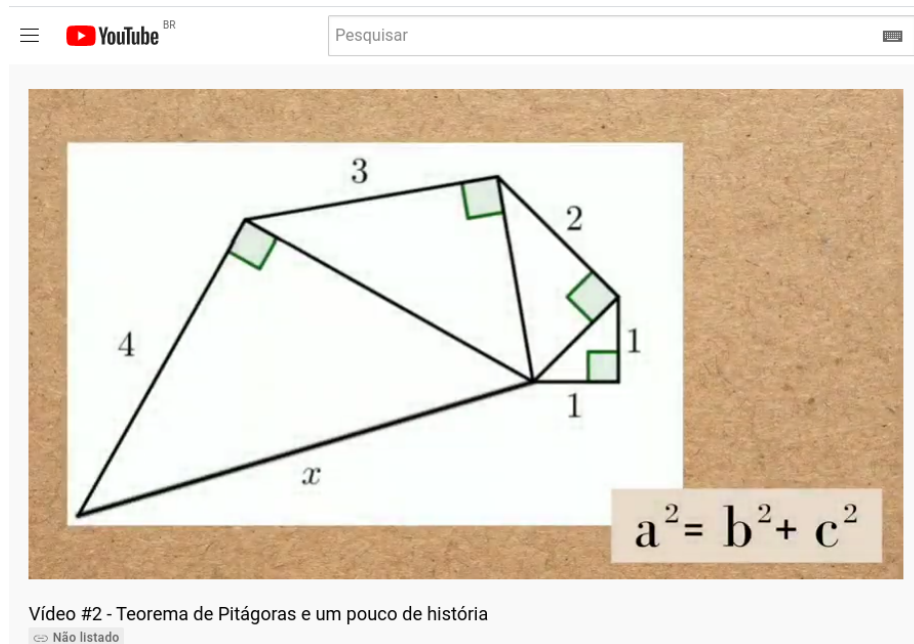 YouTube BR
Pesquisar
3
2
4
1
1
x
a² = b² + c²
Vídeo #2 - Teorema de Pitágoras e um pouco de história
Não listado